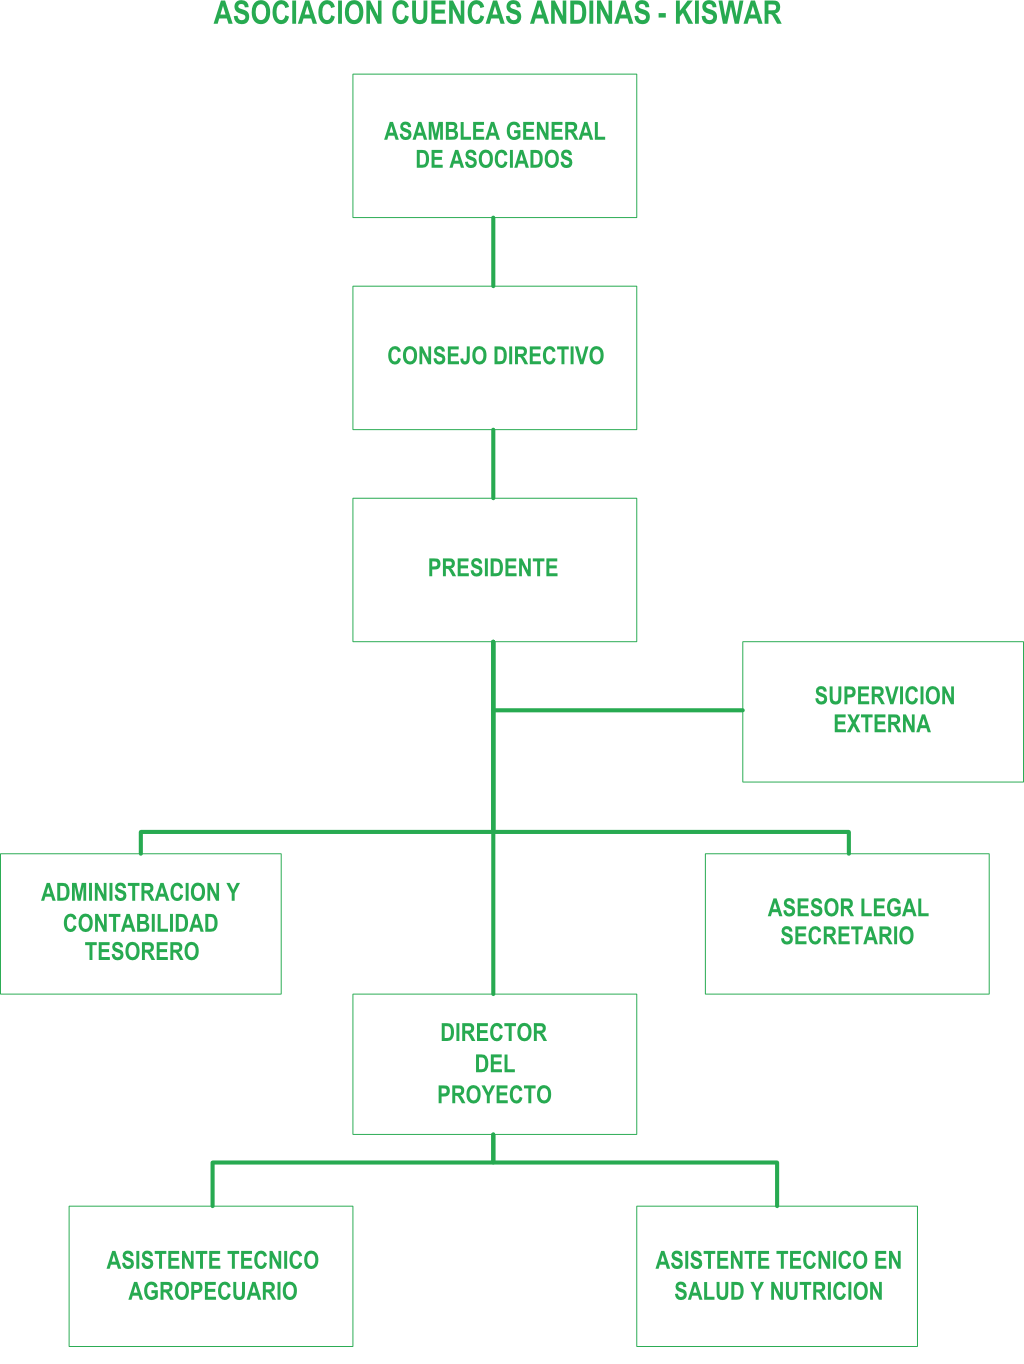 ASOCIACION CUENCAS ANDINAS - KISWAR
ASAMBLEA GENERAL
DE ASOCIADOS
CONSEJO DIRECTIVO
PRESIDENTE
SUPERVICION
EXTERNA
ADMINISTRACION Y
CONTABILIDAD
TESORERO
ASESOR LEGAL
SECRETARIO
DIRECTOR
DEL
PROYECTO
ASISTENTE TECNICO
AGROPECUARIO
ASISTENTE TECNICO EN
SALUD Y NUTRICION